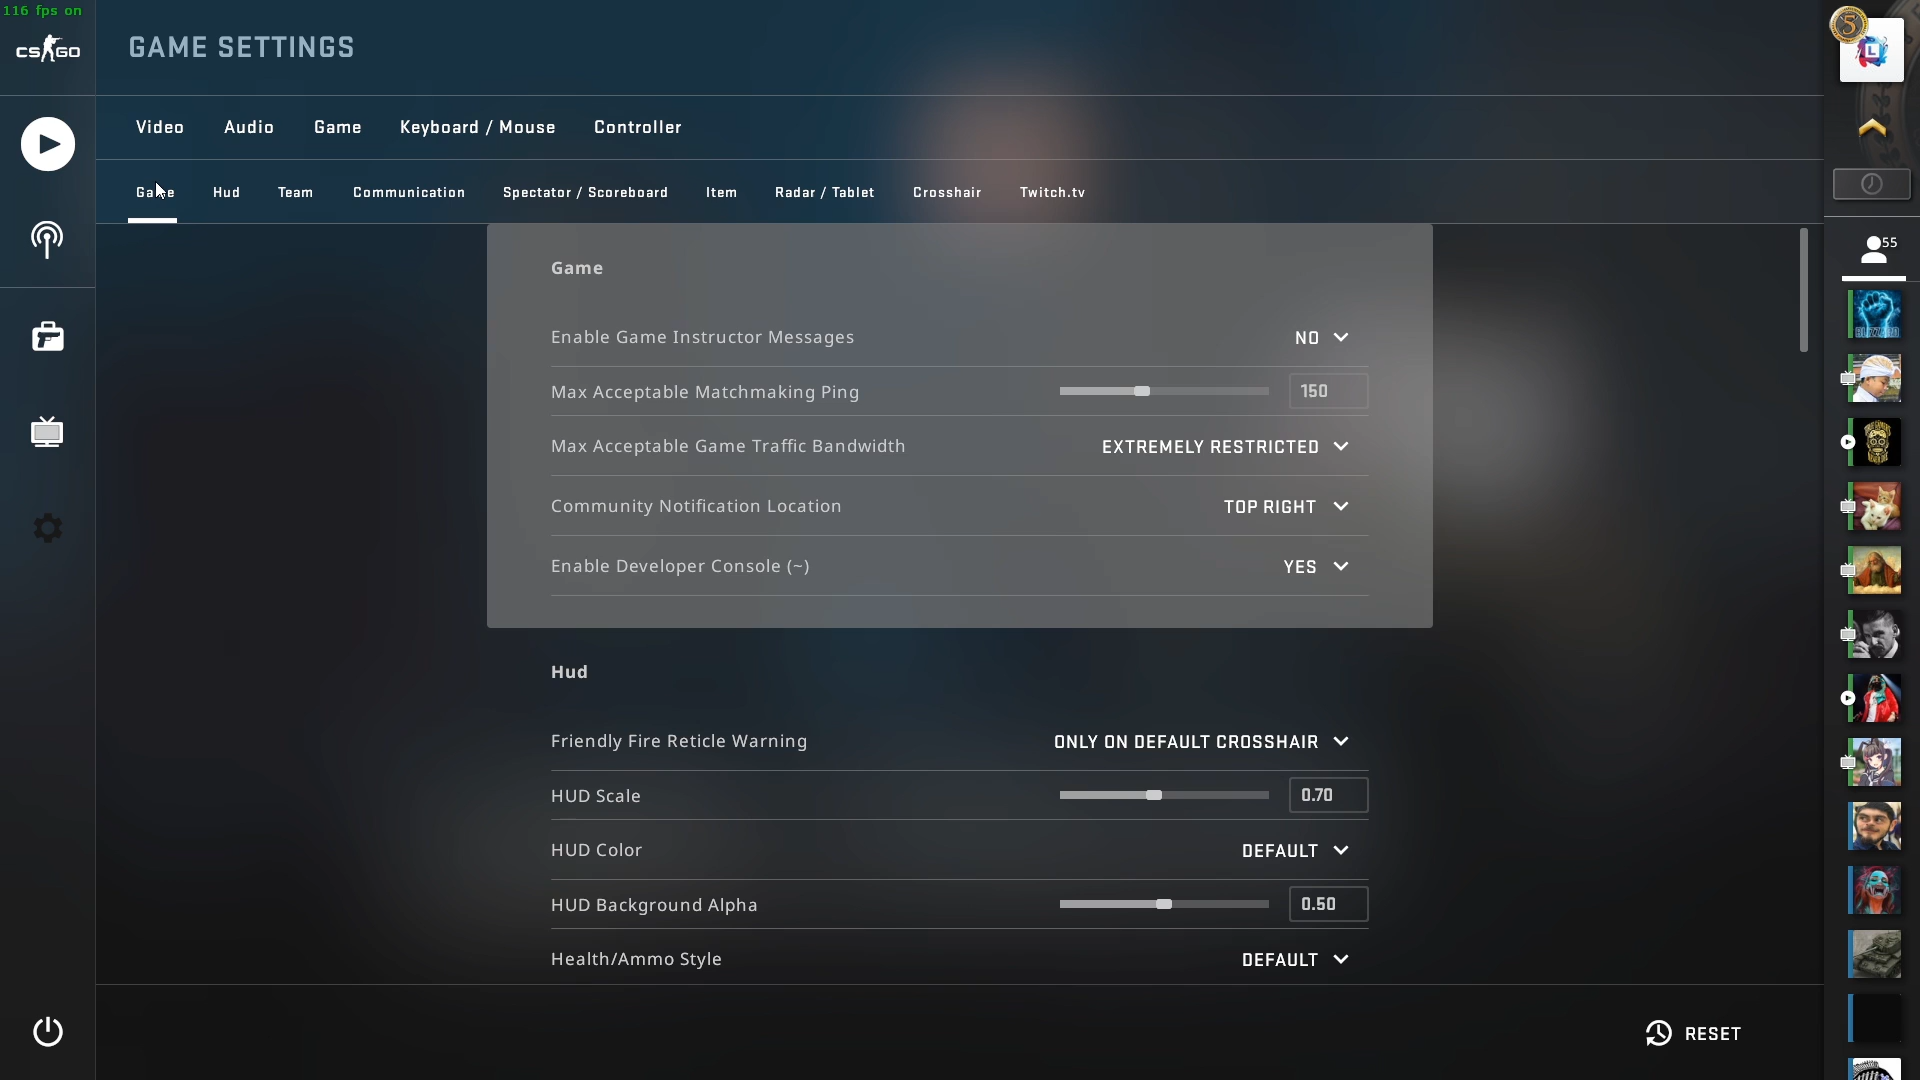 116 fps on
CS GO
GAME SETTINGS
5
L
Video Audio Game Keyboard / Mouse Controller
Game Hud Team Communication Spectator / Scoreboard Item Radar / Tablet Crosshair Twitch.tv
55
Game
Enable Game Instructor Messages NO
Max Acceptable Matchmaking Ping 150
Max Acceptable Game Traffic Bandwidth EXTREMELY RESTRICTED
Community Notification Location TOP RIGHT
Enable Developer Console (~) YES
Hud
Friendly Fire Reticle Warning ONLY ON DEFAULT CROSSHAIR
HUD Scale 0.70
HUD Color DEFAULT
HUD Background Alpha 0.50
Health/Ammo Style DEFAULT
RESET
BLIZZARD